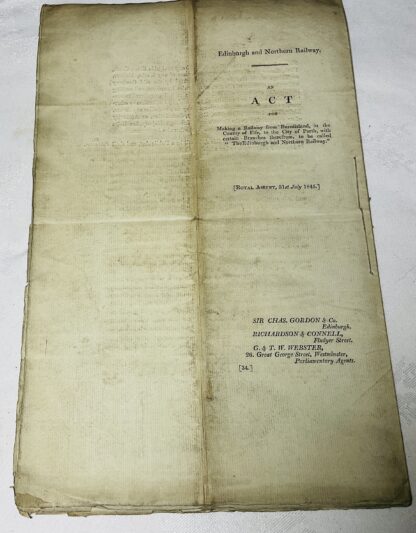 Edinburgh and Northern Railway.
AN
ACT
FOR
Making a Railway from Burntisland, in the
County of Fife, to the City of Perth, with
certain Branches therefrom, to be called
"The Edinburgh and Northern Railway."
[ROYAL ASSENT, 31st July 1845.]
SIR CHAS. GORDON & Co.
Edinburgh.
RICHARDSON & CONNELL,
Fludyer Street.
G. & T. W. WEBSTER,
26. Great George Street, Westminster,
Parliamentary Agents.
[34.]